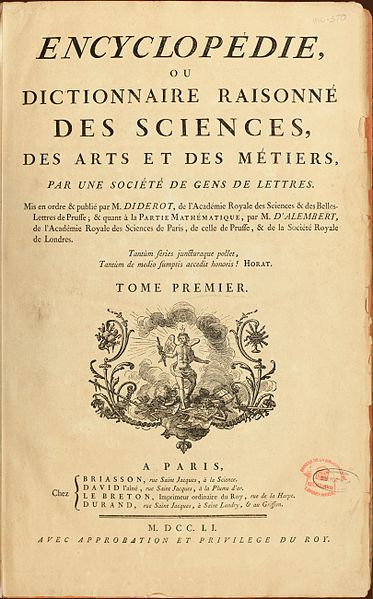 ENCYCLOPÉDIE,
OU
DICTIONNAIRE RAISONNÉ
DES SCIENCES,
DES ARTS ET DES MÉTIERS,
PAR UNE SOCIÉTÉ DE GENS DE LETTRES.
Mis en ordre & publié par M. DIDEROT, de l'Académie Royale des Sciences & des Belles-
Lettres de Prusse; & quant à la PARTIE MATHÉMATIQUE, par M. D'ALEMBERT,
de l'Académie Royale des Sciences de Paris, de celle de Prusse, & de la Société Royale
de Londres.
Tantùm series juncturaque pollet,
Tantùm de medio sumptis accedit honoris! HORAT.
TOME PREMIER.
A PARIS,
Chez
BRIASSON, rue Saint Jacques, à la Science.
DAVID l'aîné, rue Saint Jacques, à la Plume d'or.
LE BRETON, Imprimeur ordinaire du Roy, rue de la Harpe.
DURAND, rue Saint Jacques, à Saint Landry, & au Griffon.
M. DCC. LI.
AVEC APPROBATION ET PRIVILEGE DU ROY.